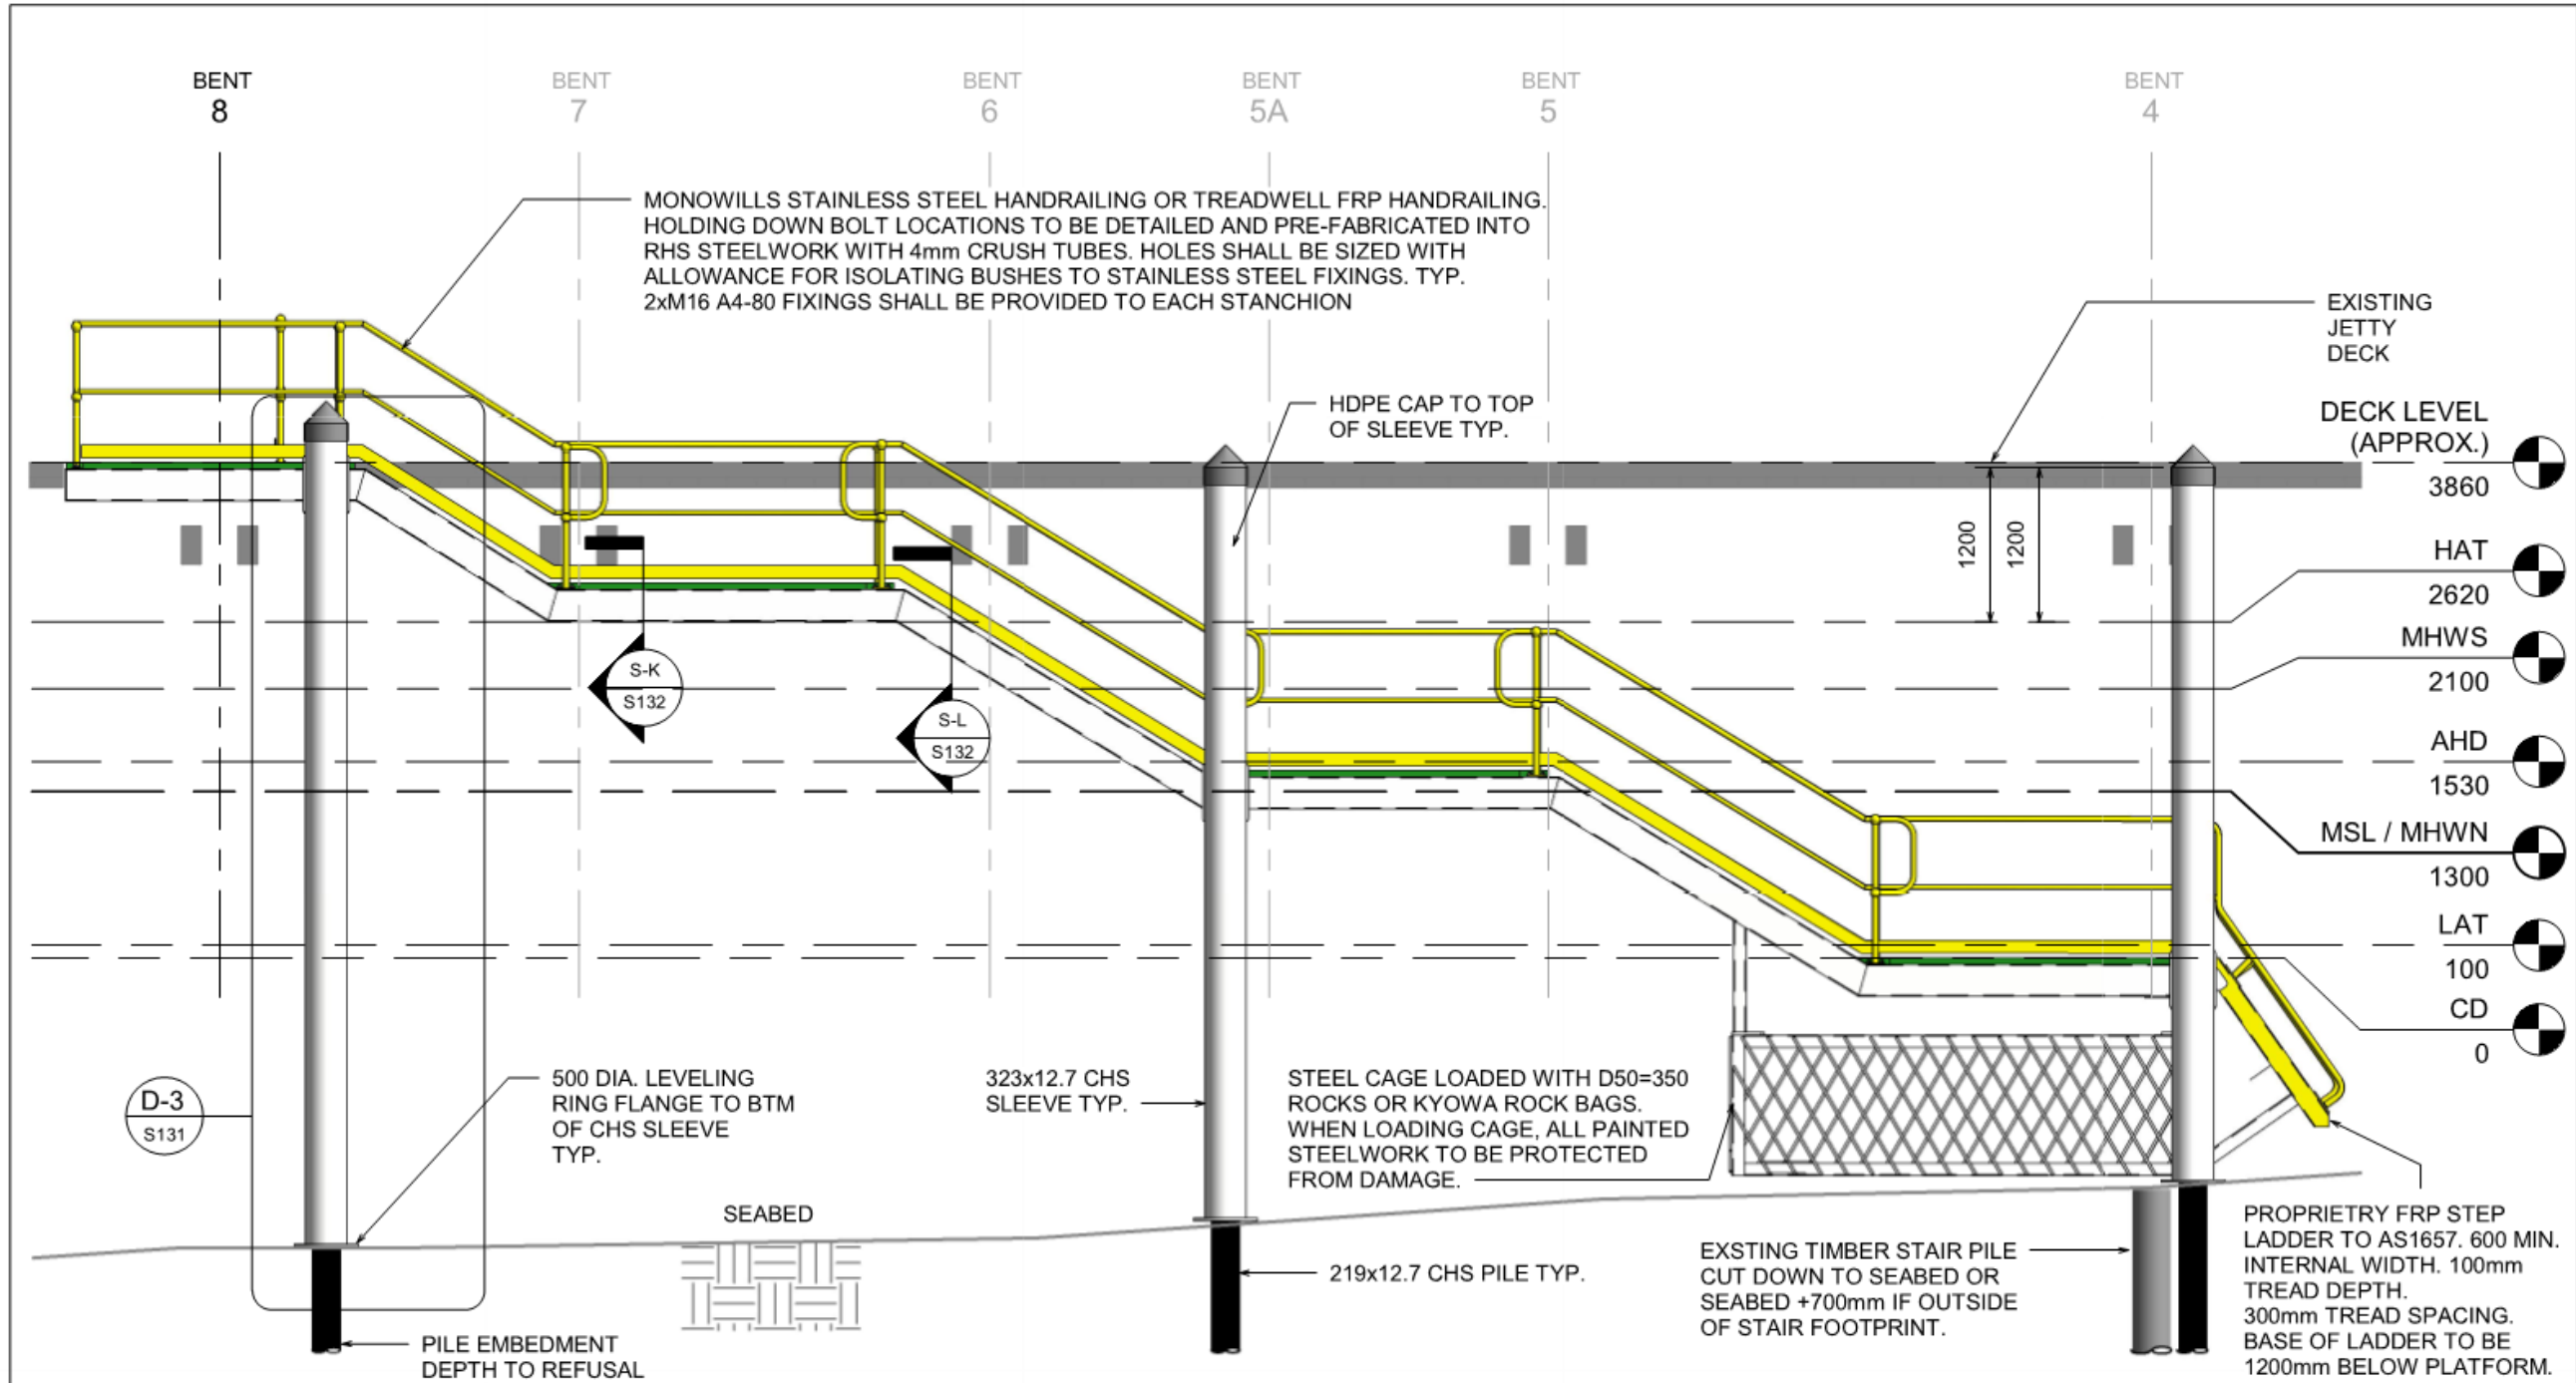 BENT
8
BENT
7
BENT
6
BENT
5A
BENT
5
BENT
4
MONOWILLS STAINLESS STEEL HANDRAILING OR TREADWELL FRP HANDRAILING.
HOLDING DOWN BOLT LOCATIONS TO BE DETAILED AND PRE-FABRICATED INTO
RHS STEELWORK WITH 4mm CRUSH TUBES. HOLES SHALL BE SIZED WITH
ALLOWANCE FOR ISOLATING BUSHES TO STAINLESS STEEL FIXINGS. TYP.
2xM16 A4-80 FIXINGS SHALL BE PROVIDED TO EACH STANCHION
EXISTING
JETTY
DECK
HDPE CAP TO TOP
OF SLEEVE TYP.
DECK LEVEL
(APPROX.)
3860
1200
1200
HAT
2620
MHWS
2100
S-K
S132
S-L
S132
AHD
1530
MSL / MHWN
1300
LAT
100
CD
0
D-3
S131
500 DIA. LEVELING
RING FLANGE TO BTM
OF CHS SLEEVE
TYP.
323x12.7 CHS
SLEEVE TYP.
STEEL CAGE LOADED WITH D50=350
ROCKS OR KYOWA ROCK BAGS.
WHEN LOADING CAGE, ALL PAINTED
STEELWORK TO BE PROTECTED
FROM DAMAGE.
SEABED
219x12.7 CHS PILE TYP.
EXSTING TIMBER STAIR PILE
CUT DOWN TO SEABED OR
SEABED +700mm IF OUTSIDE
OF STAIR FOOTPRINT.
PROPRIETRY FRP STEP
LADDER TO AS1657. 600 MIN.
INTERNAL WIDTH. 100mm
TREAD DEPTH.
300mm TREAD SPACING.
BASE OF LADDER TO BE
1200mm BELOW PLATFORM.
PILE EMBEDMENT
DEPTH TO REFUSAL